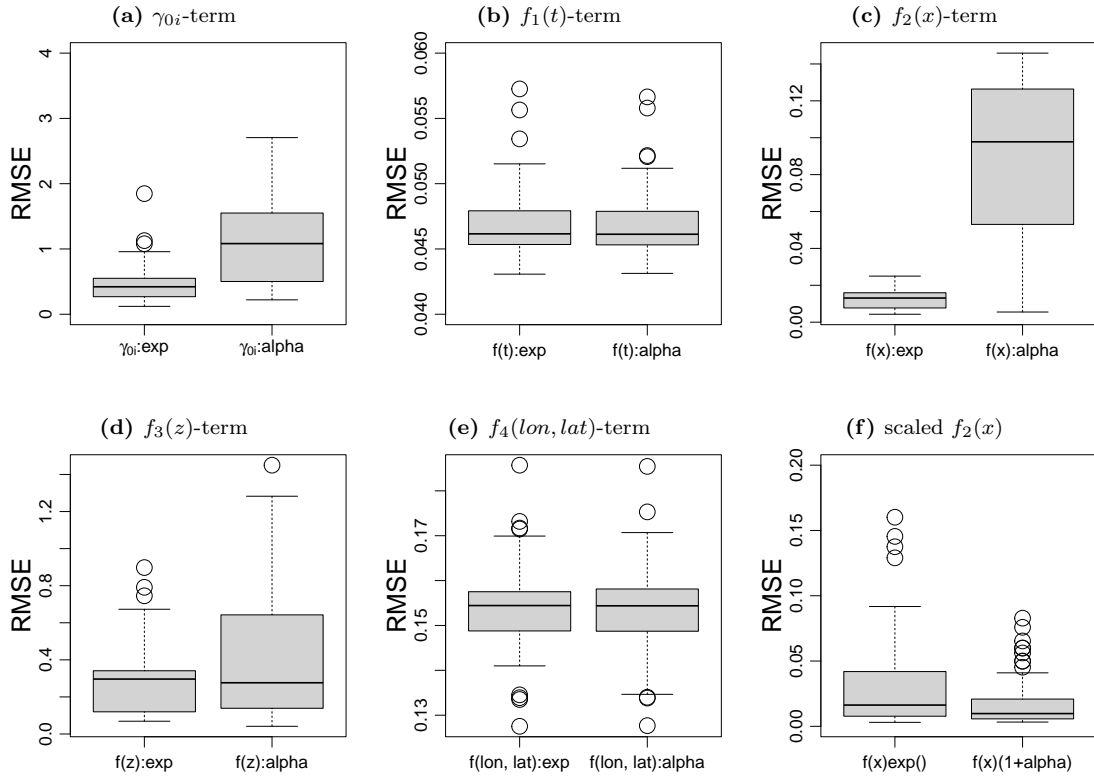 (a) γ0i-term
RMSE
4
3
2
1
0
γ0i:exp
γ0i:alpha
(b) f1(t)-term
RMSE
0.060
0.055
0.050
0.045
0.040
f(t):exp
f(t):alpha
(c) f2(x)-term
RMSE
0.12
0.08
0.04
0.00
f(x):exp
f(x):alpha
(d) f3(z)-term
RMSE
1.2
0.8
0.4
0.0
f(z):exp
f(z):alpha
(e) f4(lon, lat)-term
RMSE
0.17
0.15
0.13
f(lon, lat):exp
f(lon, lat):alpha
(f) scaled f2(x)
RMSE
0.20
0.15
0.10
0.05
0.00
f(x)exp()
f(x)(1+alpha)